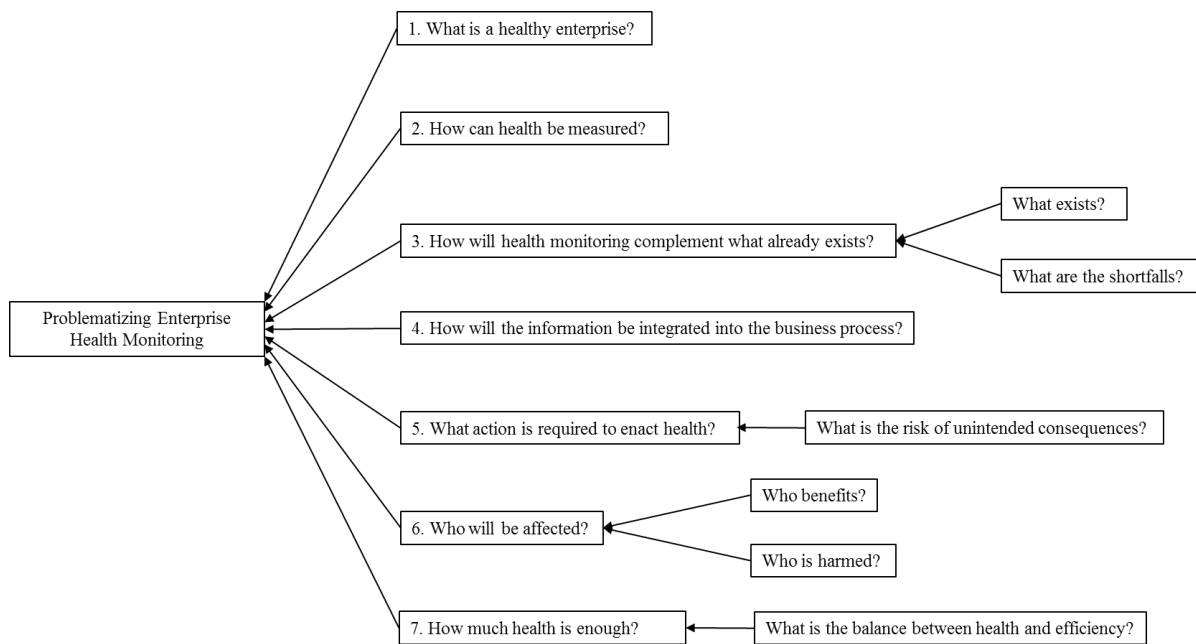 1. What is a healthy enterprise?
2. How can health be measured?
What exists?
3. How will health monitoring complement what already exists?
What are the shortfalls?
Problematizing Enterprise
Health Monitoring
4. How will the information be integrated into the business process?
5. What action is required to enact health?
What is the risk of unintended consequences?
Who benefits?
6. Who will be affected?
Who is harmed?
7. How much health is enough?
What is the balance between health and efficiency?